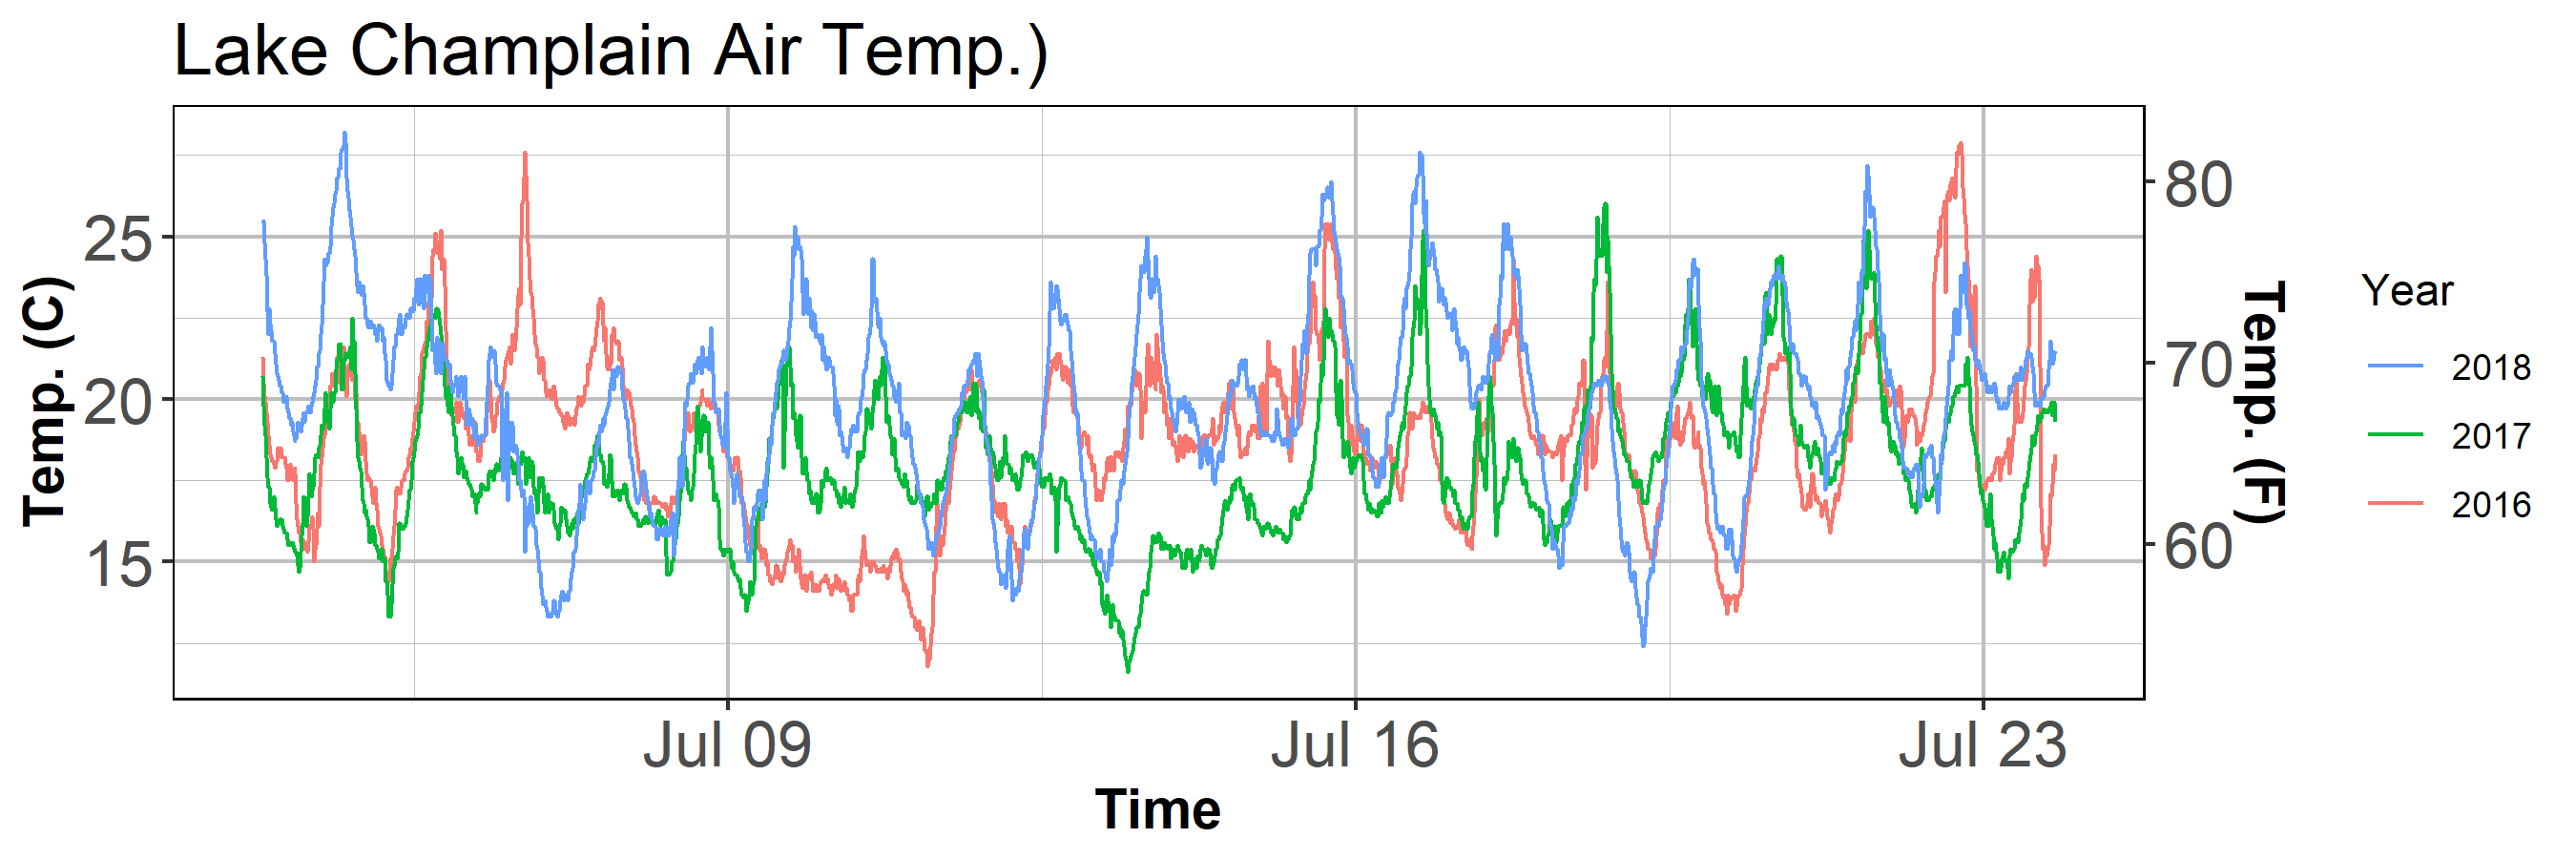 Lake Champlain Air Temp.)
Temp. (C)
25
20
15
80
70
60
Temp. (F)
Jul 09
Jul 16
Jul 23
Time
Year
2018
2017
2016